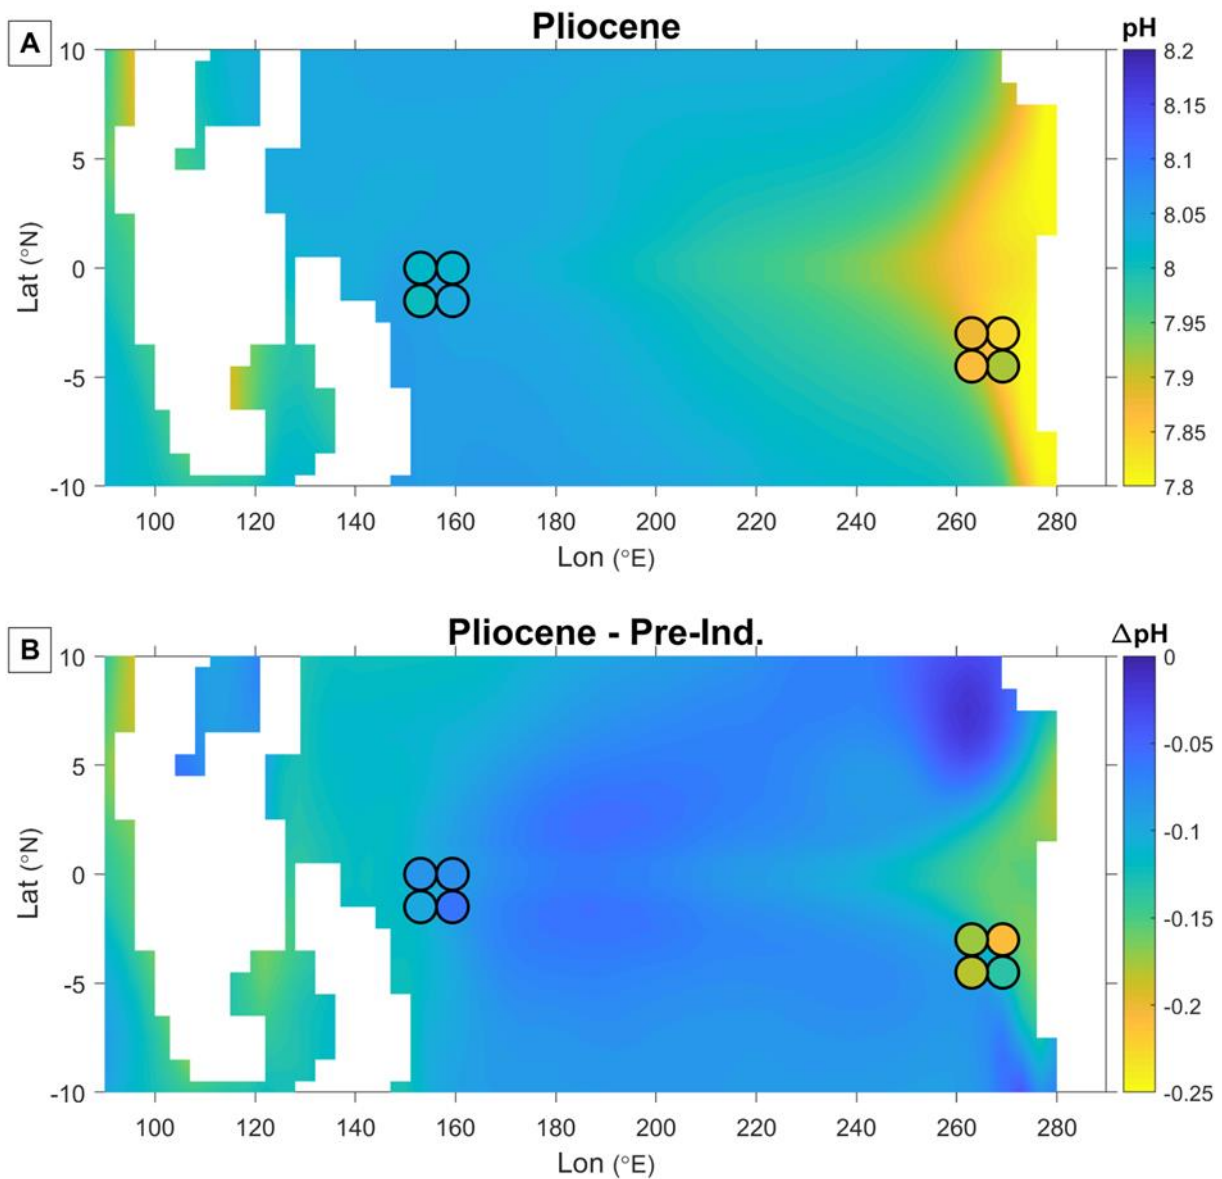 A
Pliocene
pH
10
5
0
-5
-10
Lat (°N)
100 120 140 160 180 200 220 240 260 280
Lon (°E)
8.2
8.15
8.1
8.05
8
7.95
7.9
7.85
7.8
B
Pliocene - Pre-Ind.
ΔpH
10
5
0
-5
-10
Lat (°N)
100 120 140 160 180 200 220 240 260 280
Lon (°E)
0
-0.05
-0.1
-0.15
-0.2
-0.25